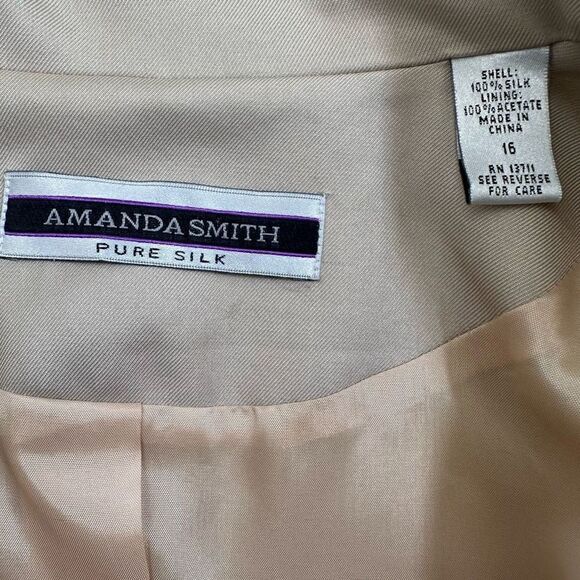 AMANDA SMITH
PURE SILK
SHELL:
100% SILK
LINING:
100% ACETATE
MADE IN
CHINA
16
RN 13711
SEE REVERSE
FOR CARE